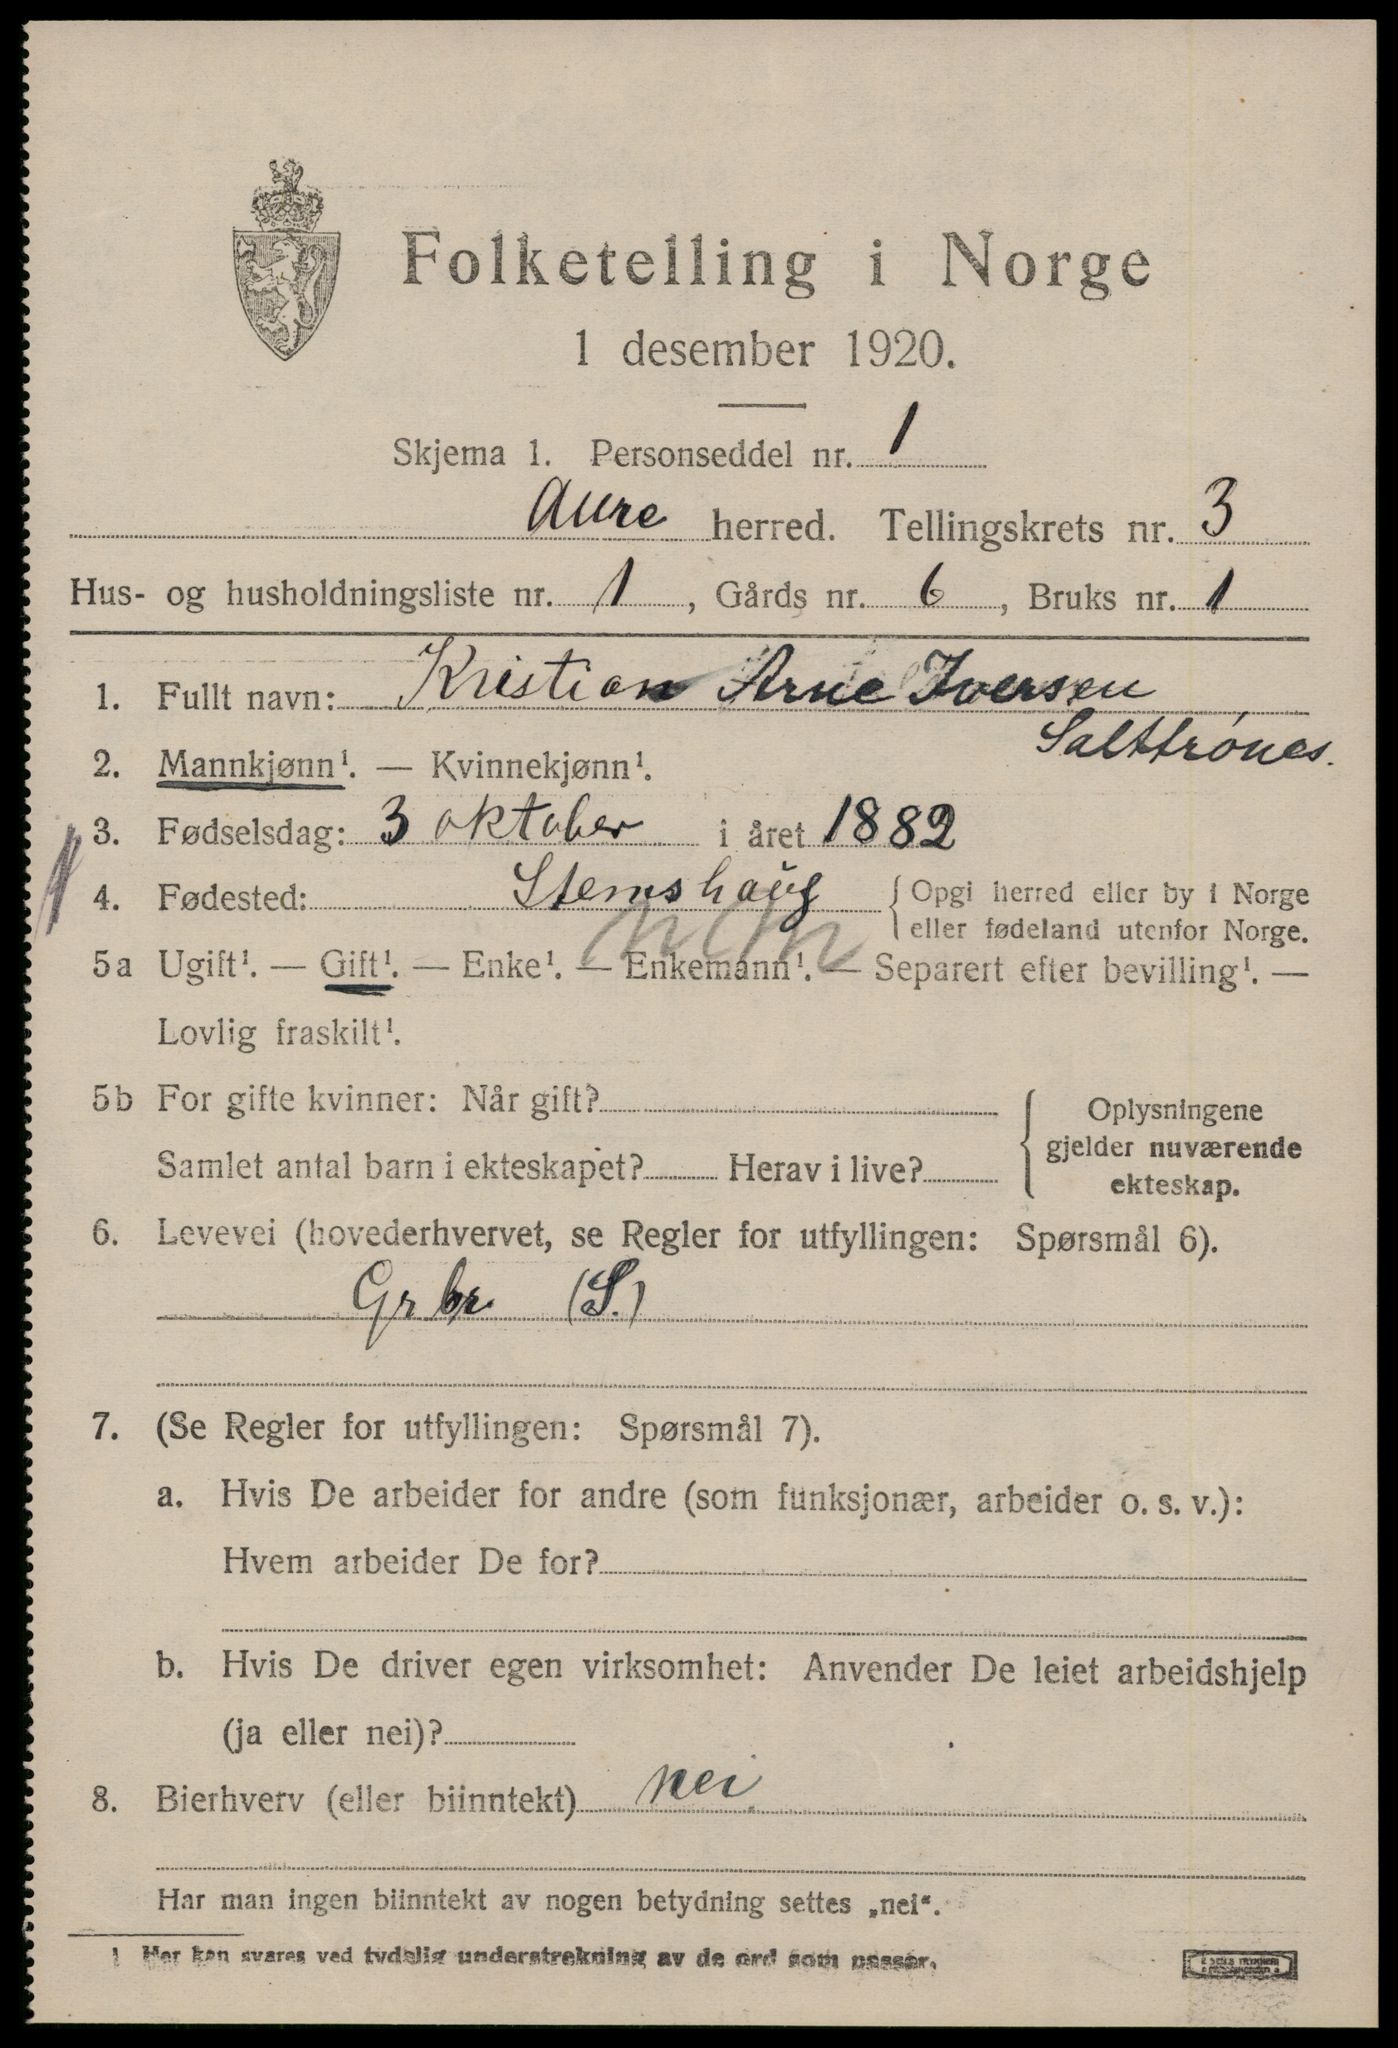 Folketelling i Norge
1 desember 1920.
Skjema 1. Personseddel nr. 1
Aure herred. Tellingskrets nr. 3
Hus- og husholdningsliste nr. 1, Gårds nr. 6, Bruks nr. 1
1. Fullt navn: Kristian Arne Iversen
Salttrønes.
2. Mannkjønn¹. — Kvinnekjønn¹.
3. Fødselsdag: 3 oktober i året 1882
4. Fødested: Stemshaug { Opgi herred eller by i Norge
eller fødeland utenfor Norge.
5a Ugift¹. — Gift¹. — Enke¹. — Enkemann¹. — Separert efter bevilling¹. —
Lovlig fraskilt¹.
5b For gifte kvinner: Når gift? { Oplysningene
gjelder nuværende
Samlet antal barn i ekteskapet? Herav i live? ekteskap.
6. Levevei (hovederhvervet, se Regler for utfyllingen: Spørsmål 6).
Gr br (S.)
7. (Se Regler for utfyllingen: Spørsmål 7).
a. Hvis De arbeider for andre (som funksjonær, arbeider o. s. v.):
Hvem arbeider De for?
b. Hvis De driver egen virksomhet: Anvender De leiet arbeidshjelp
(ja eller nei)?
8. Bierhverv (eller biinntekt) nei
Har man ingen biinntekt av nogen betydning settes „nei“.
1 Her kan svares ved tydelig understrekning av de ord som passer.